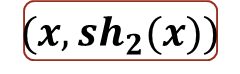 (x, sh₂(x))